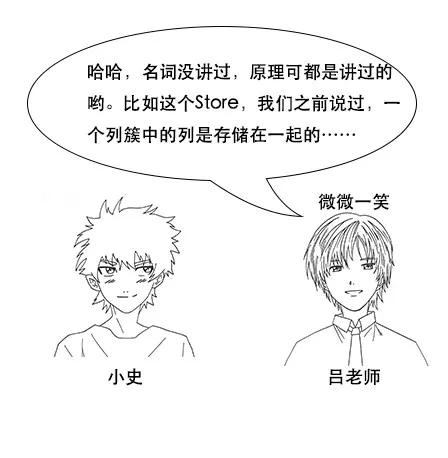 哈哈，名词没讲过，原理可都是讲过的
哟。比如这个Store，我们之前说过，一
个列簇中的列是存储在一起的……
微微一笑
小史
吕老师